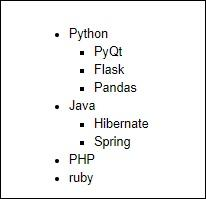 Python
PyQt
Flask
Pandas
Java
Hibernate
Spring
PHP
ruby